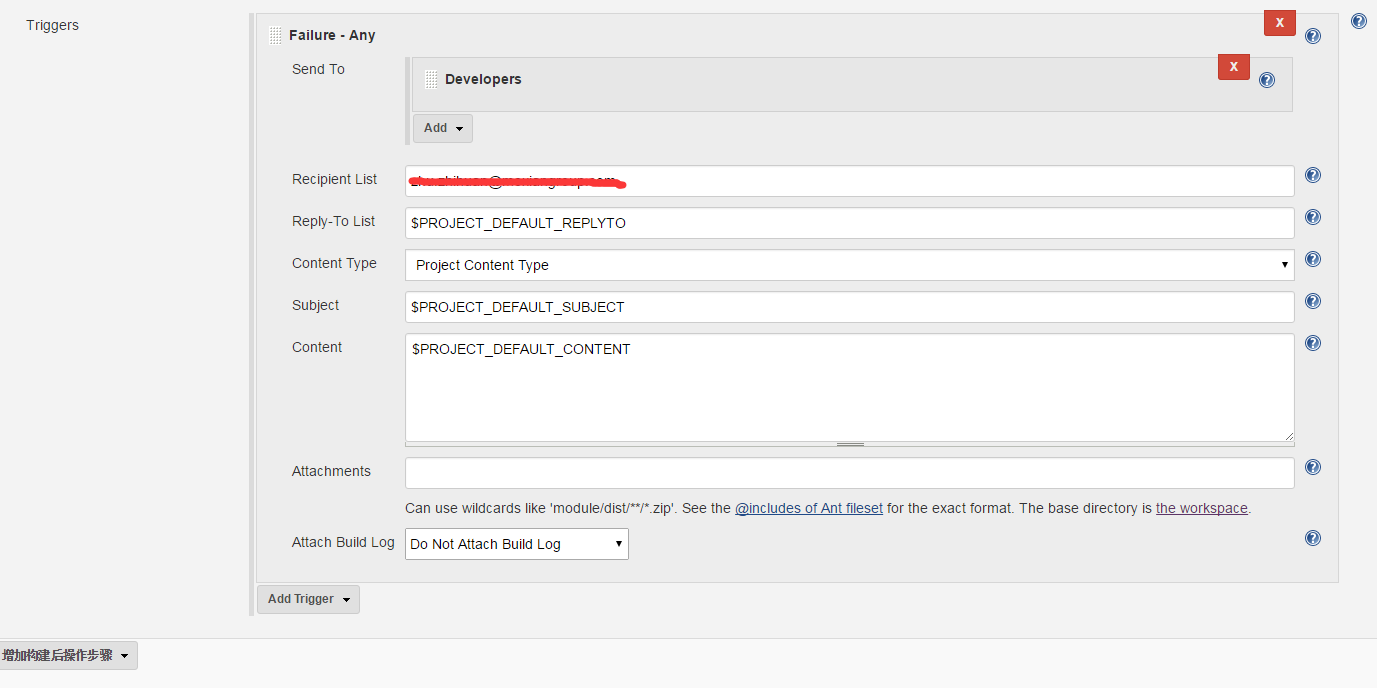 Triggers
Failure - Any
X
Send To
Developers
X
Add
Recipient List
Reply-To List
$PROJECT_DEFAULT_REPLYTO
Content Type
Project Content Type
Subject
$PROJECT_DEFAULT_SUBJECT
Content
$PROJECT_DEFAULT_CONTENT
Attachments
Can use wildcards like 'module/dist/**/*.zip'. See the @includes of Ant fileset for the exact format. The base directory is the workspace.
Attach Build Log
Do Not Attach Build Log
Add Trigger
增加构建后操作步骤